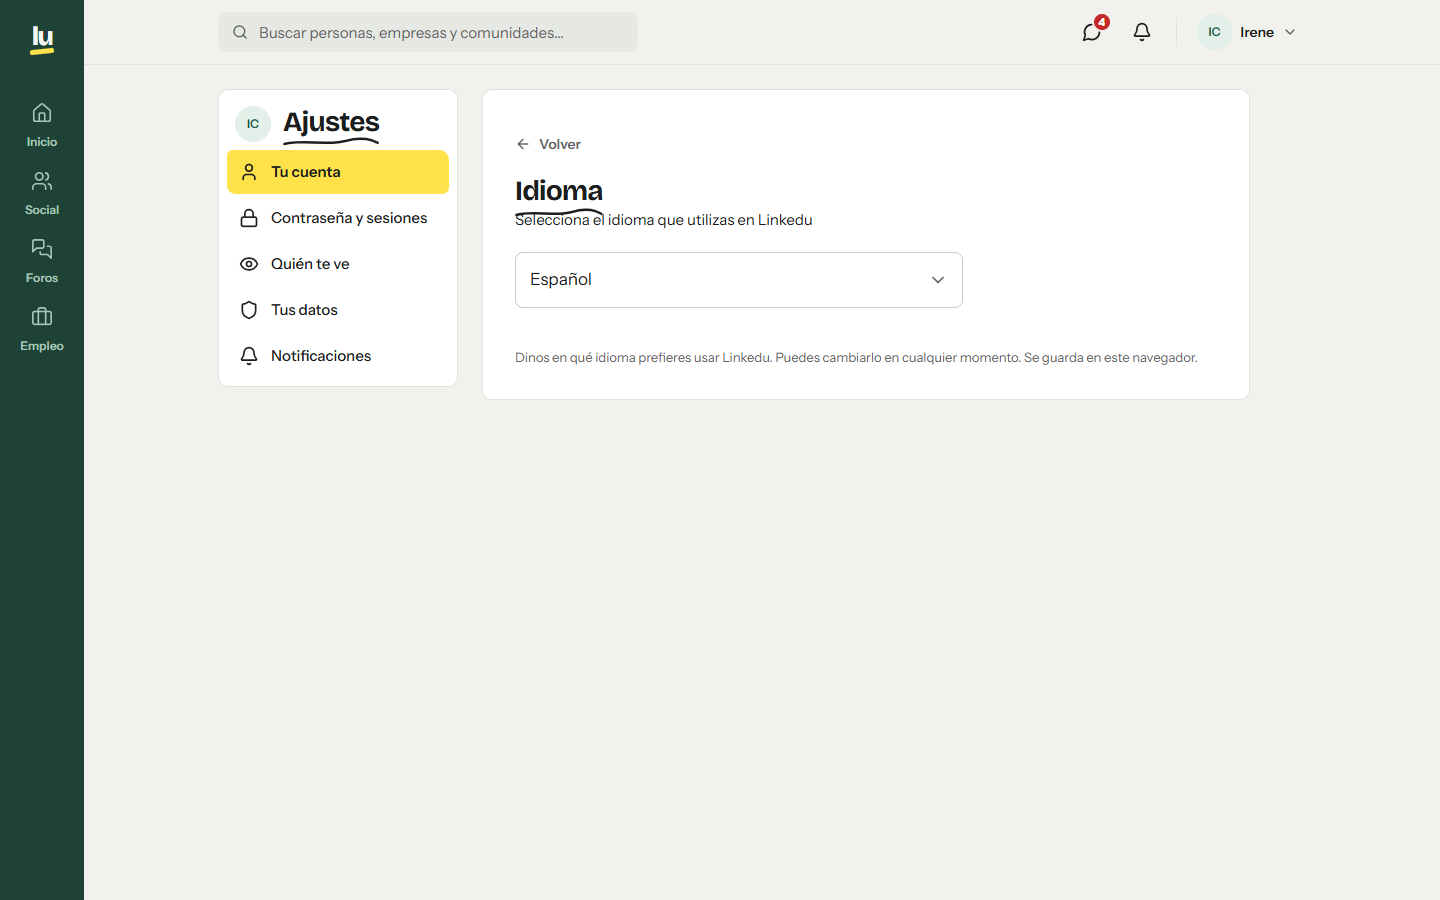 lu
Inicio
Social
Foros
Empleo
Buscar personas, empresas y comunidades...
4
IC
Irene
IC
Ajustes
Tu cuenta
Contraseña y sesiones
Quién te ve
Tus datos
Notificaciones
Volver
Idioma
Selecciona el idioma que utilizas en Linkedu
Español
Dinos en qué idioma prefieres usar Linkedu. Puedes cambiarlo en cualquier momento. Se guarda en este navegador.